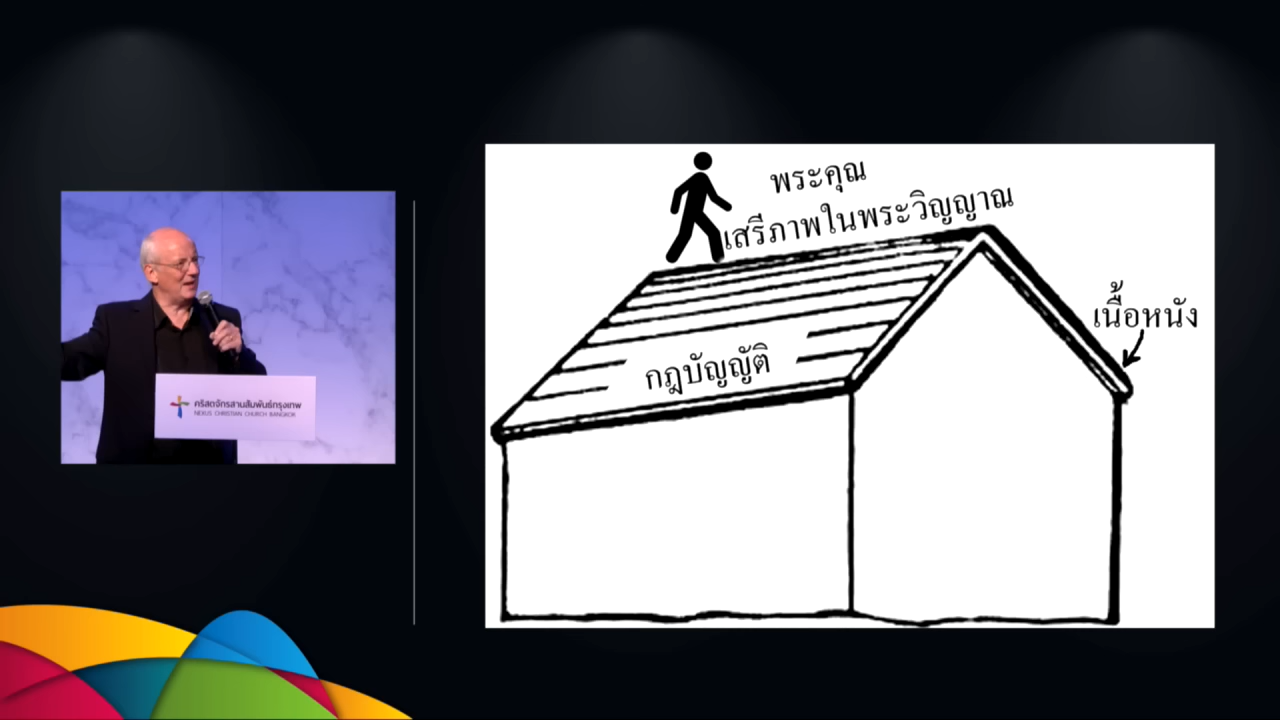 คริสตจักรสานสัมพันธ์กรุงเทพ
NEXUS CHRISTIAN CHURCH BANGKOK
พระคุณ
เสรีภาพในพระวิญญาณ
เนื้อหนัง
กฎบัญญัติ